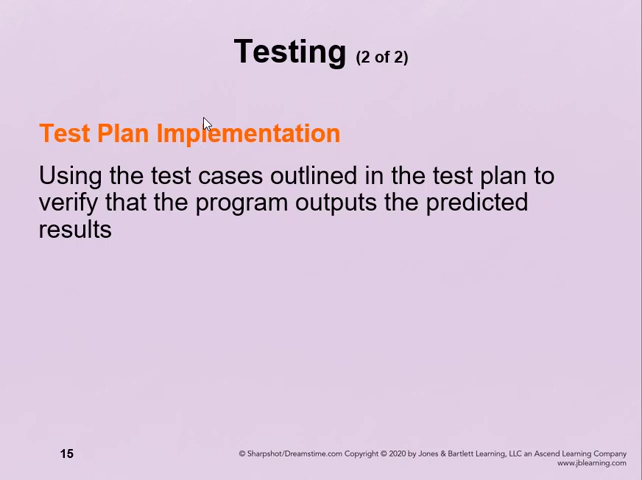 Testing (2 of 2)
Test Plan Implementation
Using the test cases outlined in the test plan to
verify that the program outputs the predicted
results
15
© Sharpshot/Dreamstime.com Copyright © 2020 by Jones & Bartlett Learning, LLC an Ascend Learning Company
www.jblearning.com